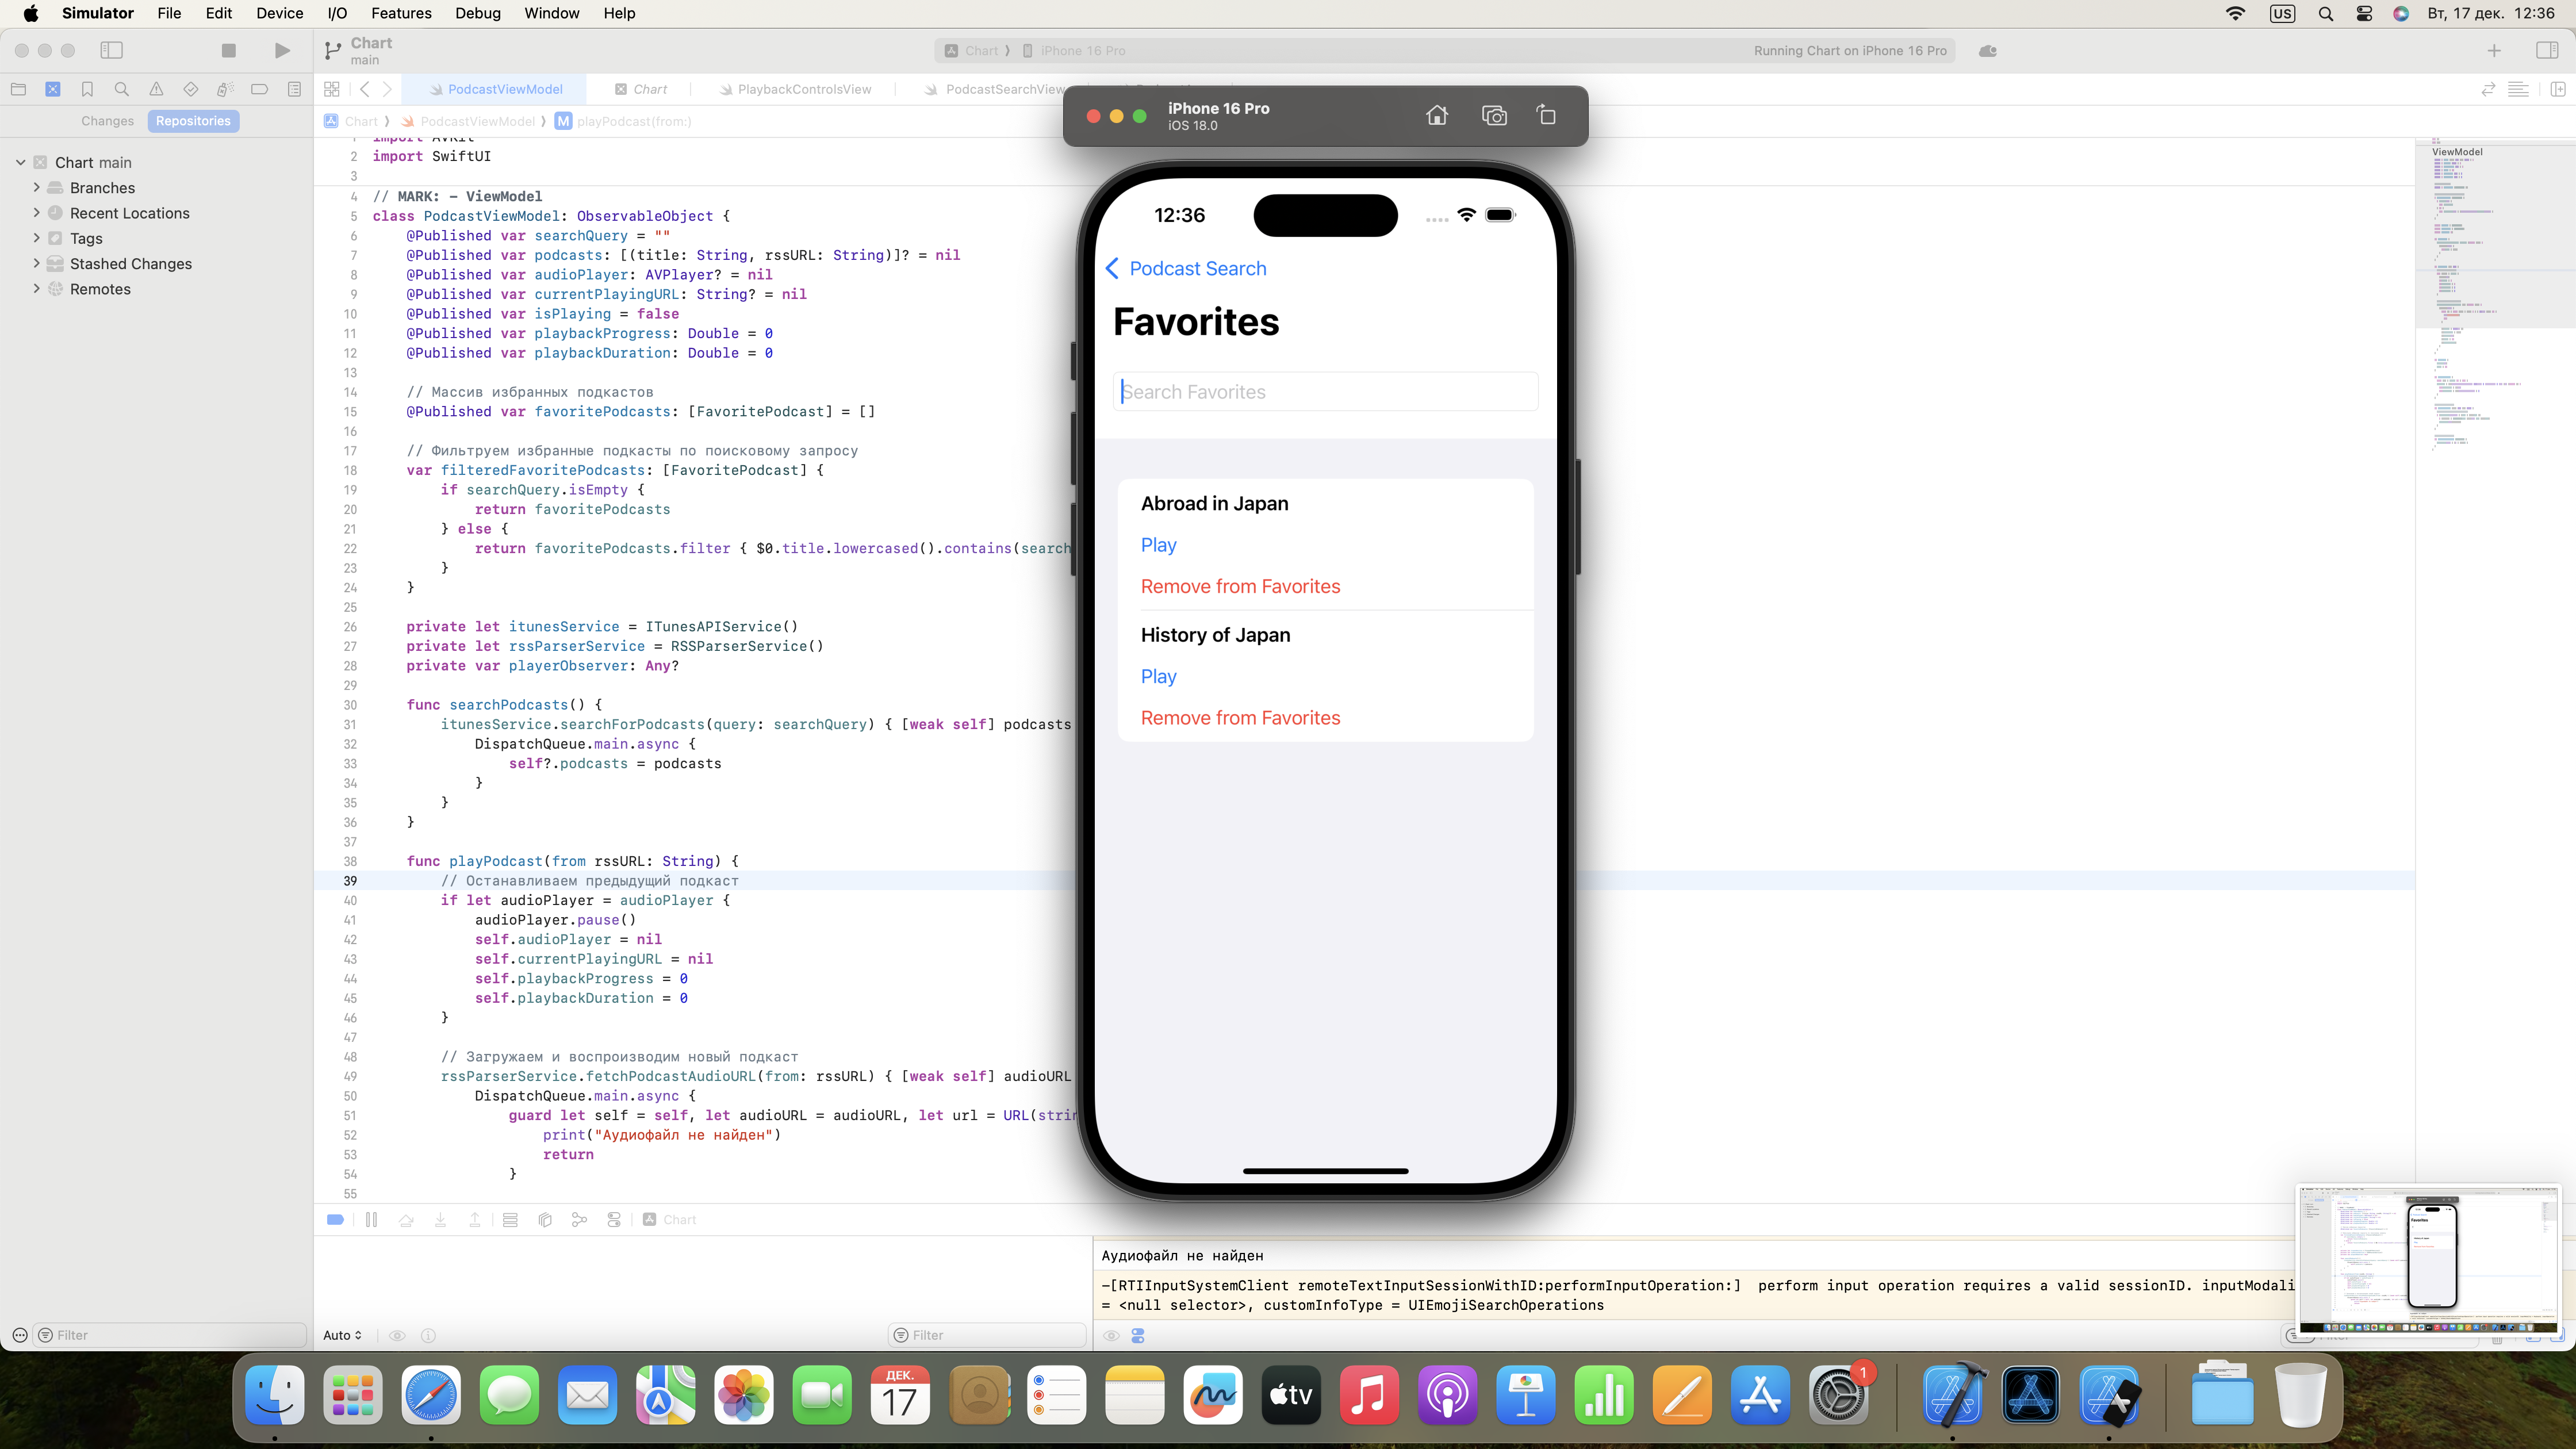 Simulator File Edit Device I/O Features Debug Window Help US Вт, 17 дек. 12:36
Chart
main
Chart iPhone 16 Pro Running Chart on iPhone 16 Pro
PodcastViewModel Chart PlaybackControlsView PodcastSearchView
Changes Repositories
Chart PodcastViewModel M playPodcast(from:)
Chart main
Branches
Recent Locations
Tags
Stashed Changes
Remotes
import AVKit
2 import SwiftUI
3
4 // MARK: - ViewModel
5 class PodcastViewModel: ObservableObject {
6 @Published var searchQuery = ""
7 @Published var podcasts: [(title: String, rssURL: String)]? = nil
8 @Published var audioPlayer: AVPlayer? = nil
9 @Published var currentPlayingURL: String? = nil
10 @Published var isPlaying = false
11 @Published var playbackProgress: Double = 0
12 @Published var playbackDuration: Double = 0
13
14 // Массив избранных подкастов
15 @Published var favoritePodcasts: [FavoritePodcast] = []
16
17 // Фильтруем избранные подкасты по поисковому запросу
18 var filteredFavoritePodcasts: [FavoritePodcast] {
19 if searchQuery.isEmpty {
20 return favoritePodcasts
21 } else {
22 return favoritePodcasts.filter { $0.title.lowercased().contains(search
23 }
24 }
25
26 private let itunesService = ITunesAPIService()
27 private let rssParserService = RSSParserService()
28 private var playerObserver: Any?
29
30 func searchPodcasts() {
31 itunesService.searchForPodcasts(query: searchQuery) { [weak self] podcasts
32 DispatchQueue.main.async {
33 self?.podcasts = podcasts
34 }
35 }
36 }
37
38 func playPodcast(from rssURL: String) {
39 // Останавливаем предыдущий подкаст
40 if let audioPlayer = audioPlayer {
41 audioPlayer.pause()
42 self.audioPlayer = nil
43 self.currentPlayingURL = nil
44 self.playbackProgress = 0
45 self.playbackDuration = 0
46 }
47
48 // Загружаем и воспроизводим новый подкаст
49 rssParserService.fetchPodcastAudioURL(from: rssURL) { [weak self] audioURL
50 DispatchQueue.main.async {
51 guard let self = self, let audioURL = audioURL, let url = URL(strin
52 print("Аудиофайл не найден")
53 return
54 }
55
iPhone 16 Pro
iOS 18.0
12:36
Podcast Search
Favorites
Search Favorites
Abroad in Japan
Play
Remove from Favorites
History of Japan
Play
Remove from Favorites
ViewModel
Chart
Аудиофайл не найден
-[RTIInputSystemClient remoteTextInputSessionWithID:performInputOperation:] perform input operation requires a valid sessionID. inputModali
= <null selector>, customInfoType = UIEmojiSearchOperations
Filter
Auto
Filter
ДЕК.
17
tv
1